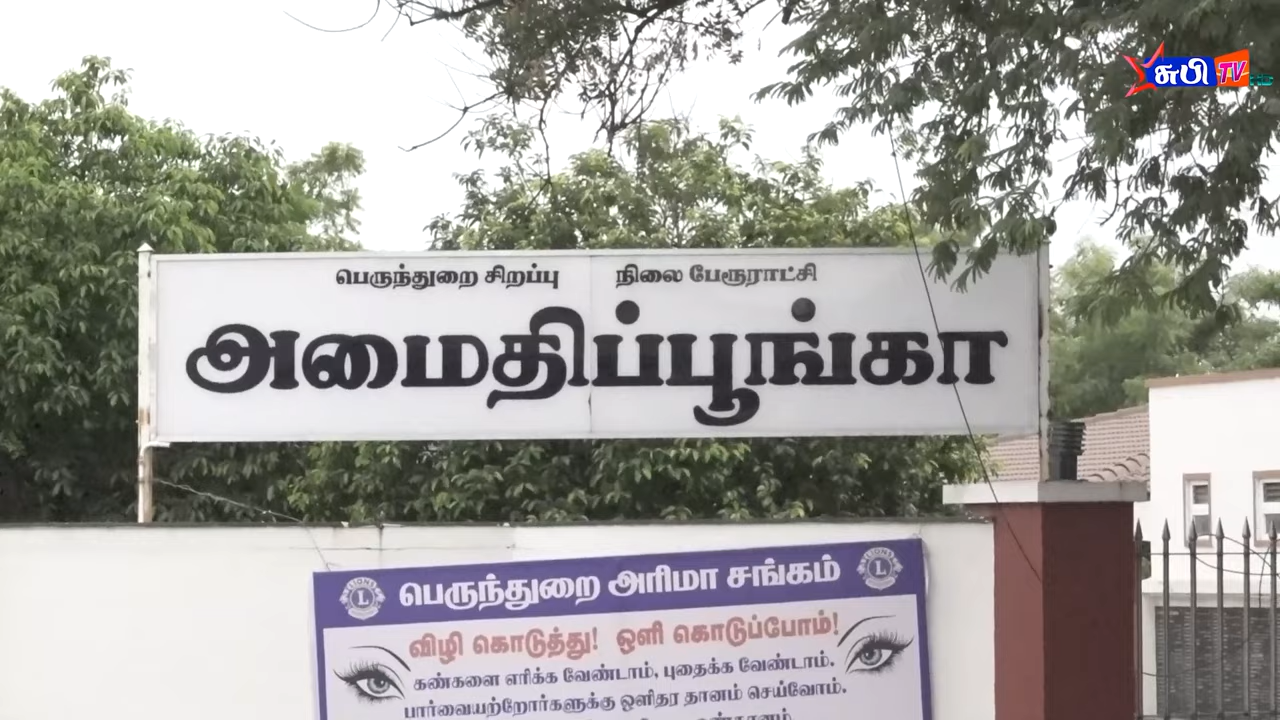 சுபி TV
பெருந்துறை சிறப்பு நிலை பேரூராட்சி
அமைதிப்பூங்கா
பெருந்துறை அரிமா சங்கம்
விழி கொடுத்து! ஒளி கொடுப்போம்!
கண்களை எரிக்க வேண்டாம், புதைக்க வேண்டாம்.
பார்வையற்றோர்களுக்கு ஒளிதர தானம் செய்வோம்.